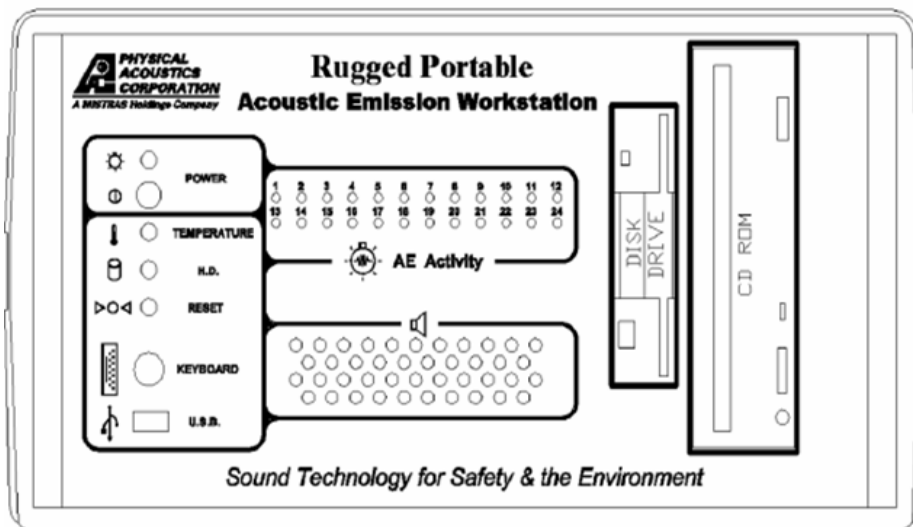 PHYSICAL
ACOUSTICS
CORPORATION
A MISTRAS Holdings Company
Rugged Portable
Acoustic Emission Workstation
POWER
TEMPERATURE
H.D.
RESET
KEYBOARD
U.S.B.
1 2 3 4 5 6 7 8 9 10 11 12
13 14 15 16 17 18 19 20 21 22 23 24
AE Activity
DISK
DRIVE
CD ROM
Sound Technology for Safety & the Environment